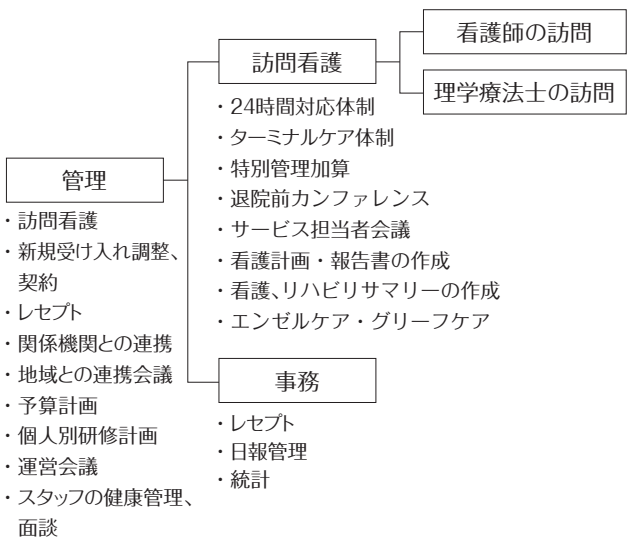 管理
・訪問看護
・新規受け入れ調整、
契約
・レセプト
・関係機関との連携
・地域との連携会議
・予算計画
・個人別研修計画
・運営会議
・スタッフの健康管理、
面談
訪問看護
・24時間対応体制
・ターミナルケア体制
・特別管理加算
・退院前カンファレンス
・サービス担当者会議
・看護計画・報告書の作成
・看護、リハビリサマリーの作成
・エンゼルケア・グリーフケア
看護師の訪問
理学療法士の訪問
事務
・レセプト
・日報管理
・統計